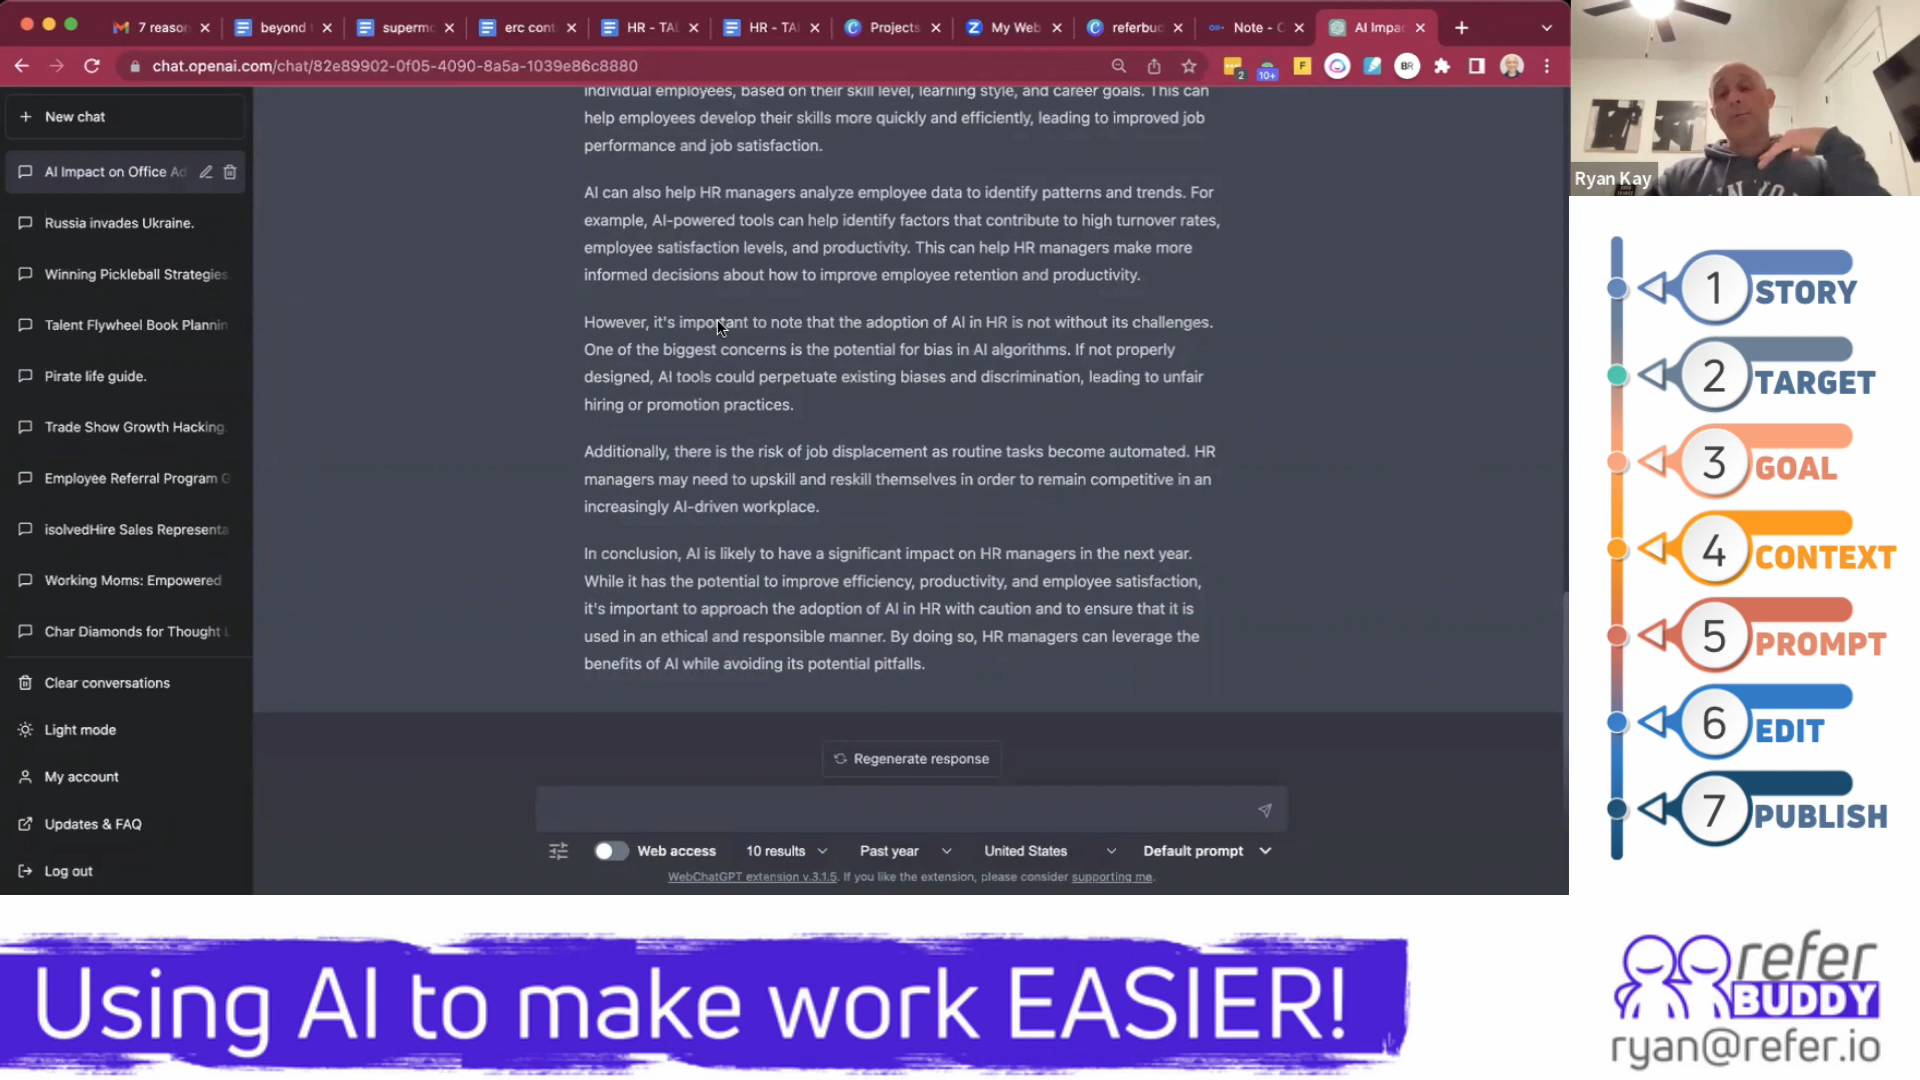 7 reason
beyond
superm
erc cont
HR - TAL
HR - TA
Projects
My Web
referbud
Note - C
AI Impac
chat.openai.com/chat/82e89902-0f05-4090-8a5a-1039e86c8880
2
10+
F
BR
New chat
AI Impact on Office Ad
Russia invades Ukraine.
Winning Pickleball Strategies
Talent Flywheel Book Plannin
Pirate life guide.
Trade Show Growth Hacking.
Employee Referral Program G
isolvedHire Sales Representa
Working Moms: Empowered
Char Diamonds for Thought L
Clear conversations
Light mode
My account
Updates & FAQ
Log out
individual employees, based on their skill level, learning style, and career goals. This can
help employees develop their skills more quickly and efficiently, leading to improved job
performance and job satisfaction.
AI can also help HR managers analyze employee data to identify patterns and trends. For
example, AI-powered tools can help identify factors that contribute to high turnover rates,
employee satisfaction levels, and productivity. This can help HR managers make more
informed decisions about how to improve employee retention and productivity.
However, it's important to note that the adoption of AI in HR is not without its challenges.
One of the biggest concerns is the potential for bias in AI algorithms. If not properly
designed, AI tools could perpetuate existing biases and discrimination, leading to unfair
hiring or promotion practices.
Additionally, there is the risk of job displacement as routine tasks become automated. HR
managers may need to upskill and reskill themselves in order to remain competitive in an
increasingly AI-driven workplace.
In conclusion, AI is likely to have a significant impact on HR managers in the next year.
While it has the potential to improve efficiency, productivity, and employee satisfaction,
it's important to approach the adoption of AI in HR with caution and to ensure that it is
used in an ethical and responsible manner. By doing so, HR managers can leverage the
benefits of AI while avoiding its potential pitfalls.
Regenerate response
Web access
10 results
Past year
United States
Default prompt
WebChatGPT extension v.3.1.5. If you like the extension, please consider supporting me.
Ryan Kay
1 STORY
2 TARGET
3 GOAL
4 CONTEXT
5 PROMPT
6 EDIT
7 PUBLISH
Using AI to make work EASIER!
refer
BUDDY
ryan@refer.io